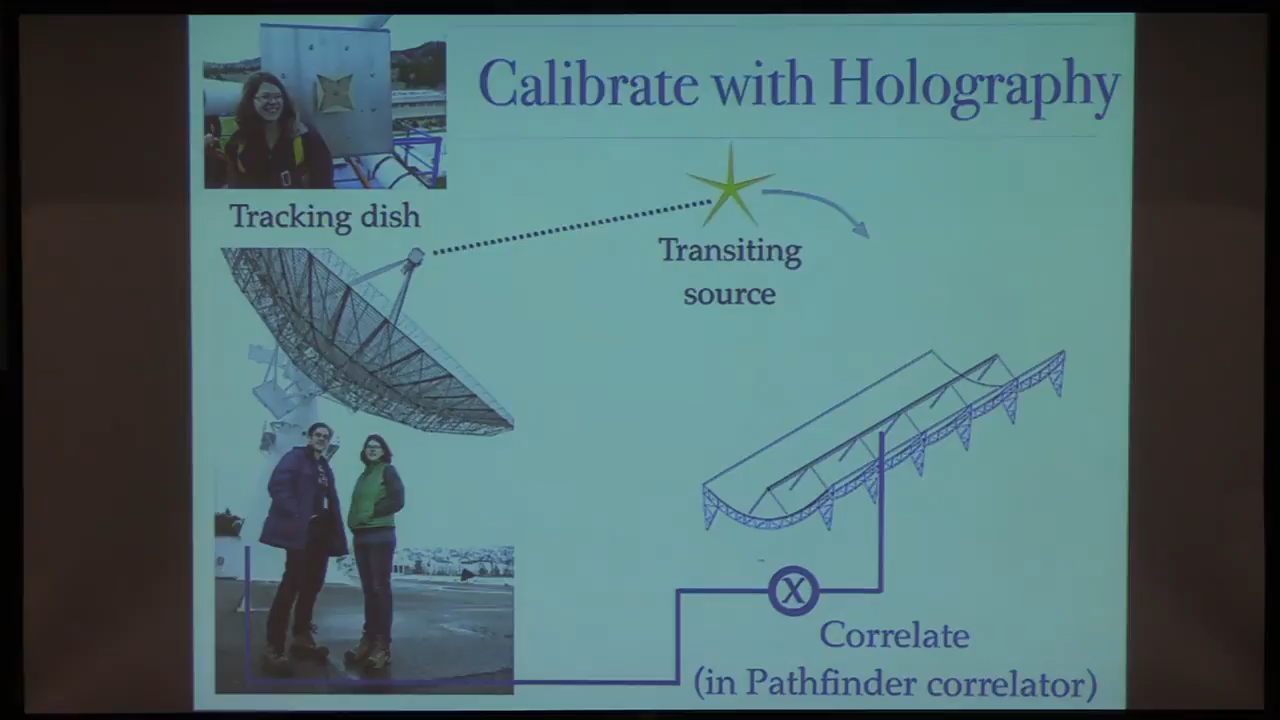 Calibrate with Holography
Tracking dish
Transiting
source
X
Correlate
(in Pathfinder correlator)